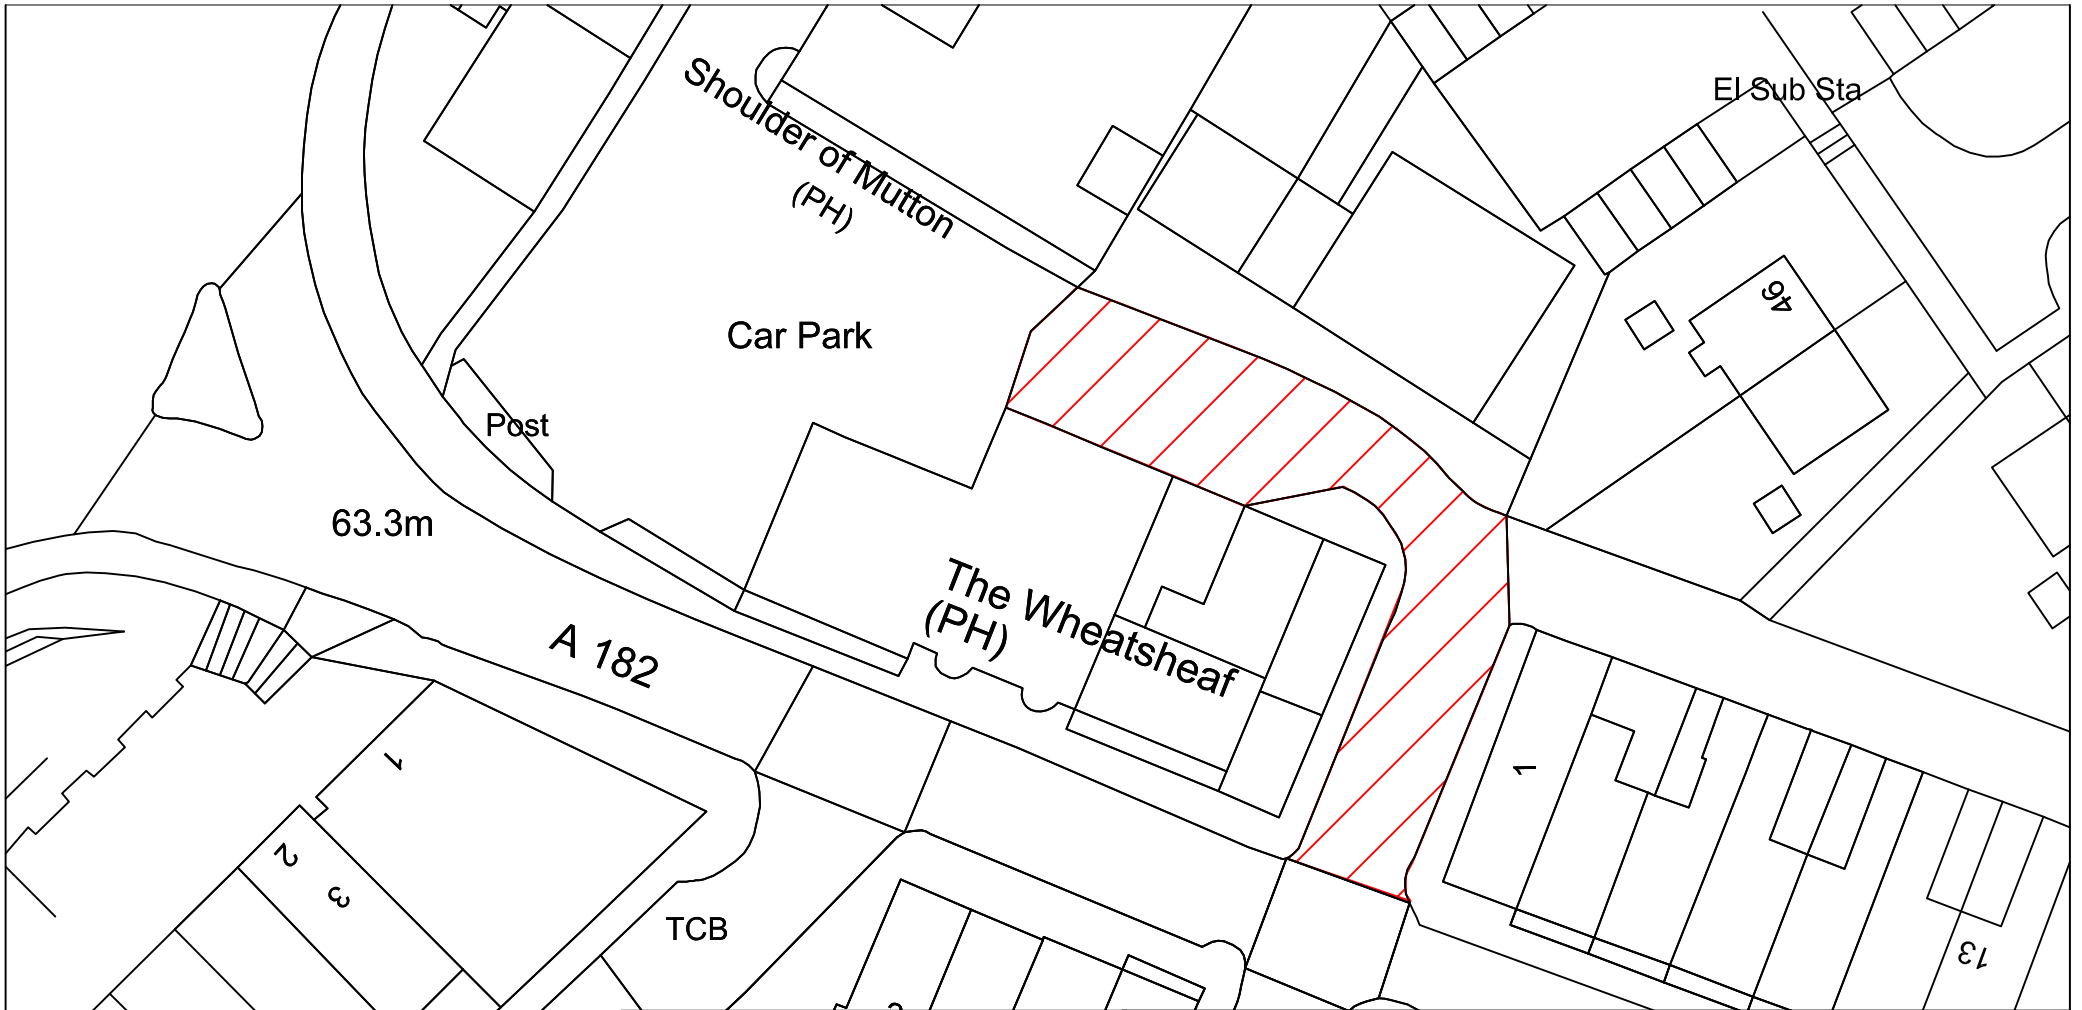 El Sub Sta
Shoulder of Mutton
(PH)
46
Car Park
Post
63.3m
The Wheatsheaf
(PH)
A 182
1
1
2
3
TCB
13